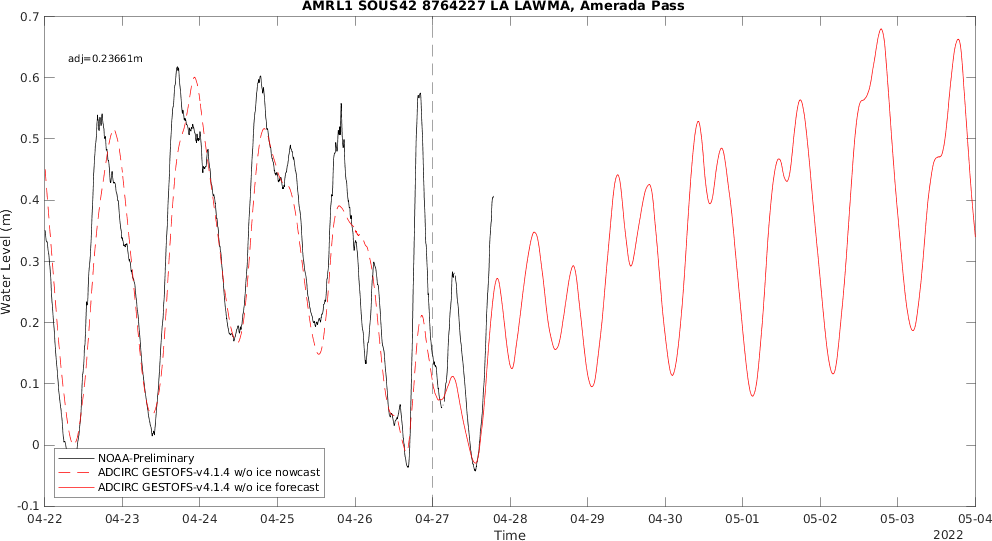 AMRL1 SOUS42 8764227 LA LAWMA, Amerada Pass
0.7
0.6
0.5
0.4
0.3
0.2
0.1
0
-0.1
Water Level (m)
adj=0.23661m
NOAA-Preliminary
ADCIRC GESTOFS-v4.1.4 w/o ice nowcast
ADCIRC GESTOFS-v4.1.4 w/o ice forecast
04-22 04-23 04-24 04-25 04-26 04-27 04-28 04-29 04-30 05-01 05-02 05-03 05-04
Time
2022